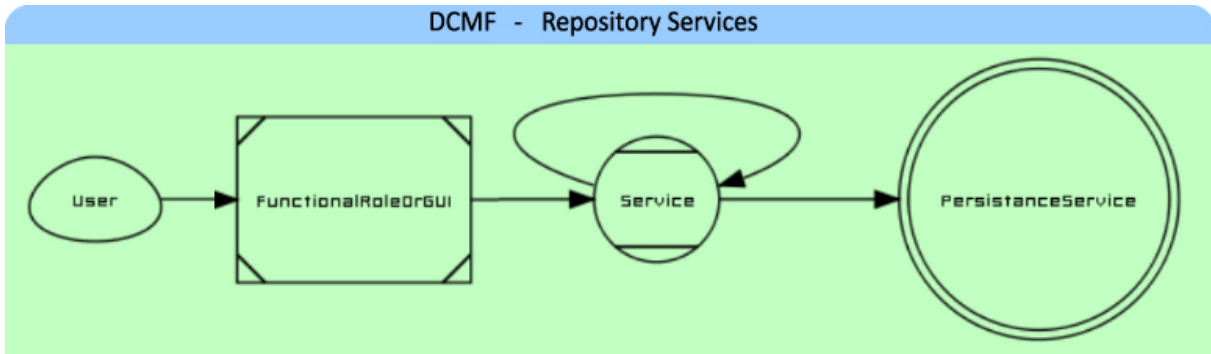 DCMF - Repository Services
User
FunctionalRoleOrGUI
Service
PersistanceService